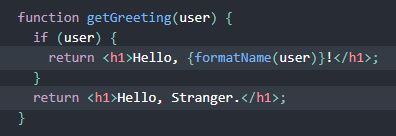 function getGreeting(user) {
  if (user) {
    return <h1>Hello, {formatName(user)}!</h1>;
  }
  return <h1>Hello, Stranger.</h1>;
}